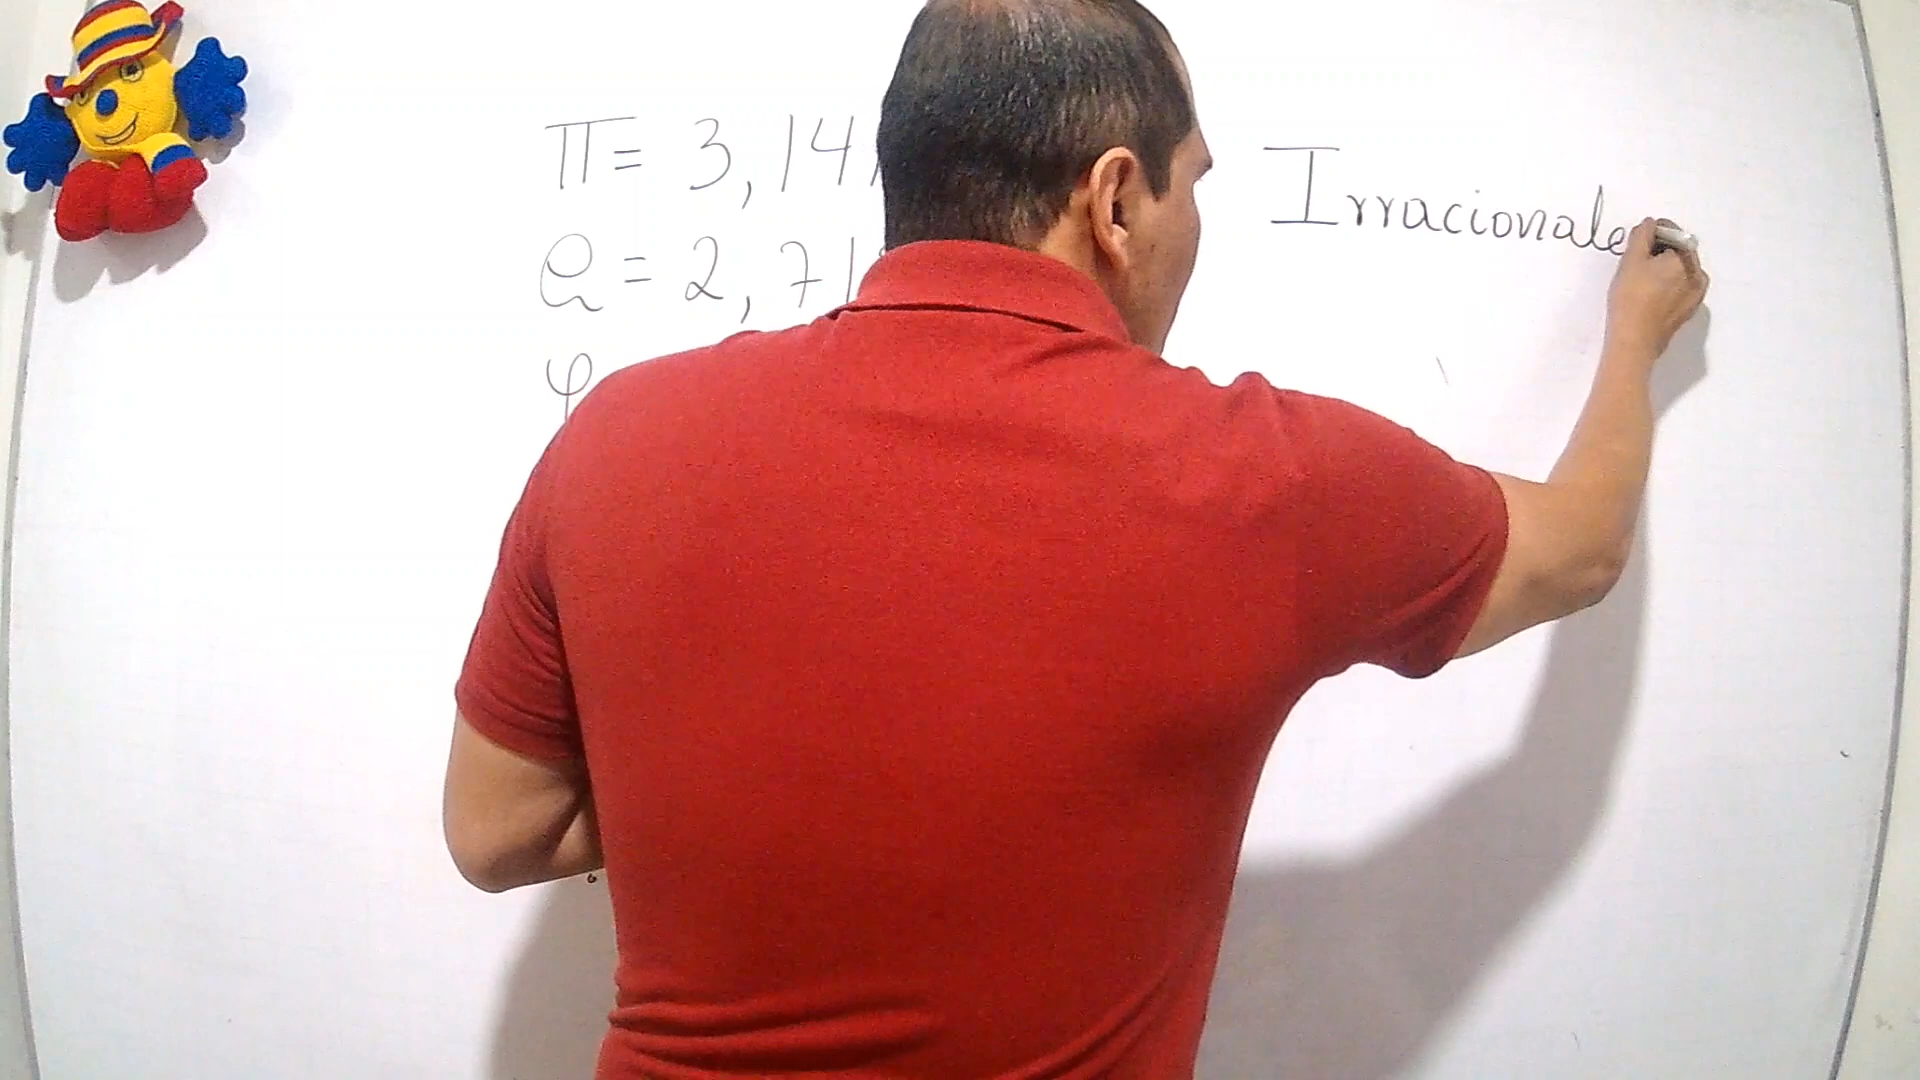 π = 3,14
Irracionale
e = 2,71
φ